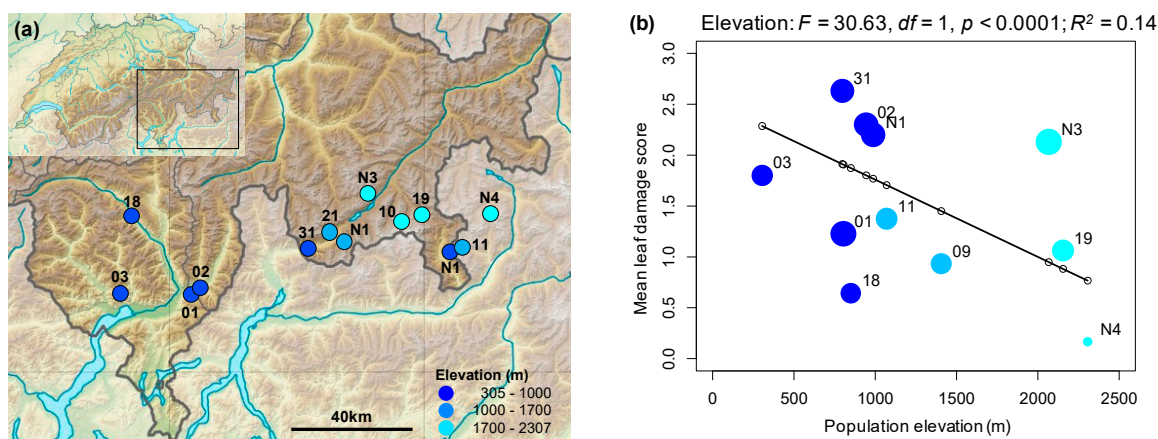 (a)
18
03
02
01
N3
21
N1
31
10
19
N4
11
N1
Elevation (m)
305 - 1000
1000 - 1700
1700 - 2307
40km
(b) Elevation: F = 30.63, df = 1, p < 0.0001; R² = 0.14
Mean leaf damage score
3.0
2.5
2.0
1.5
1.0
0.5
0.0
31
02
N1
03
N3
11
01
09
19
18
N4
0 500 1000 1500 2000 2500
Population elevation (m)